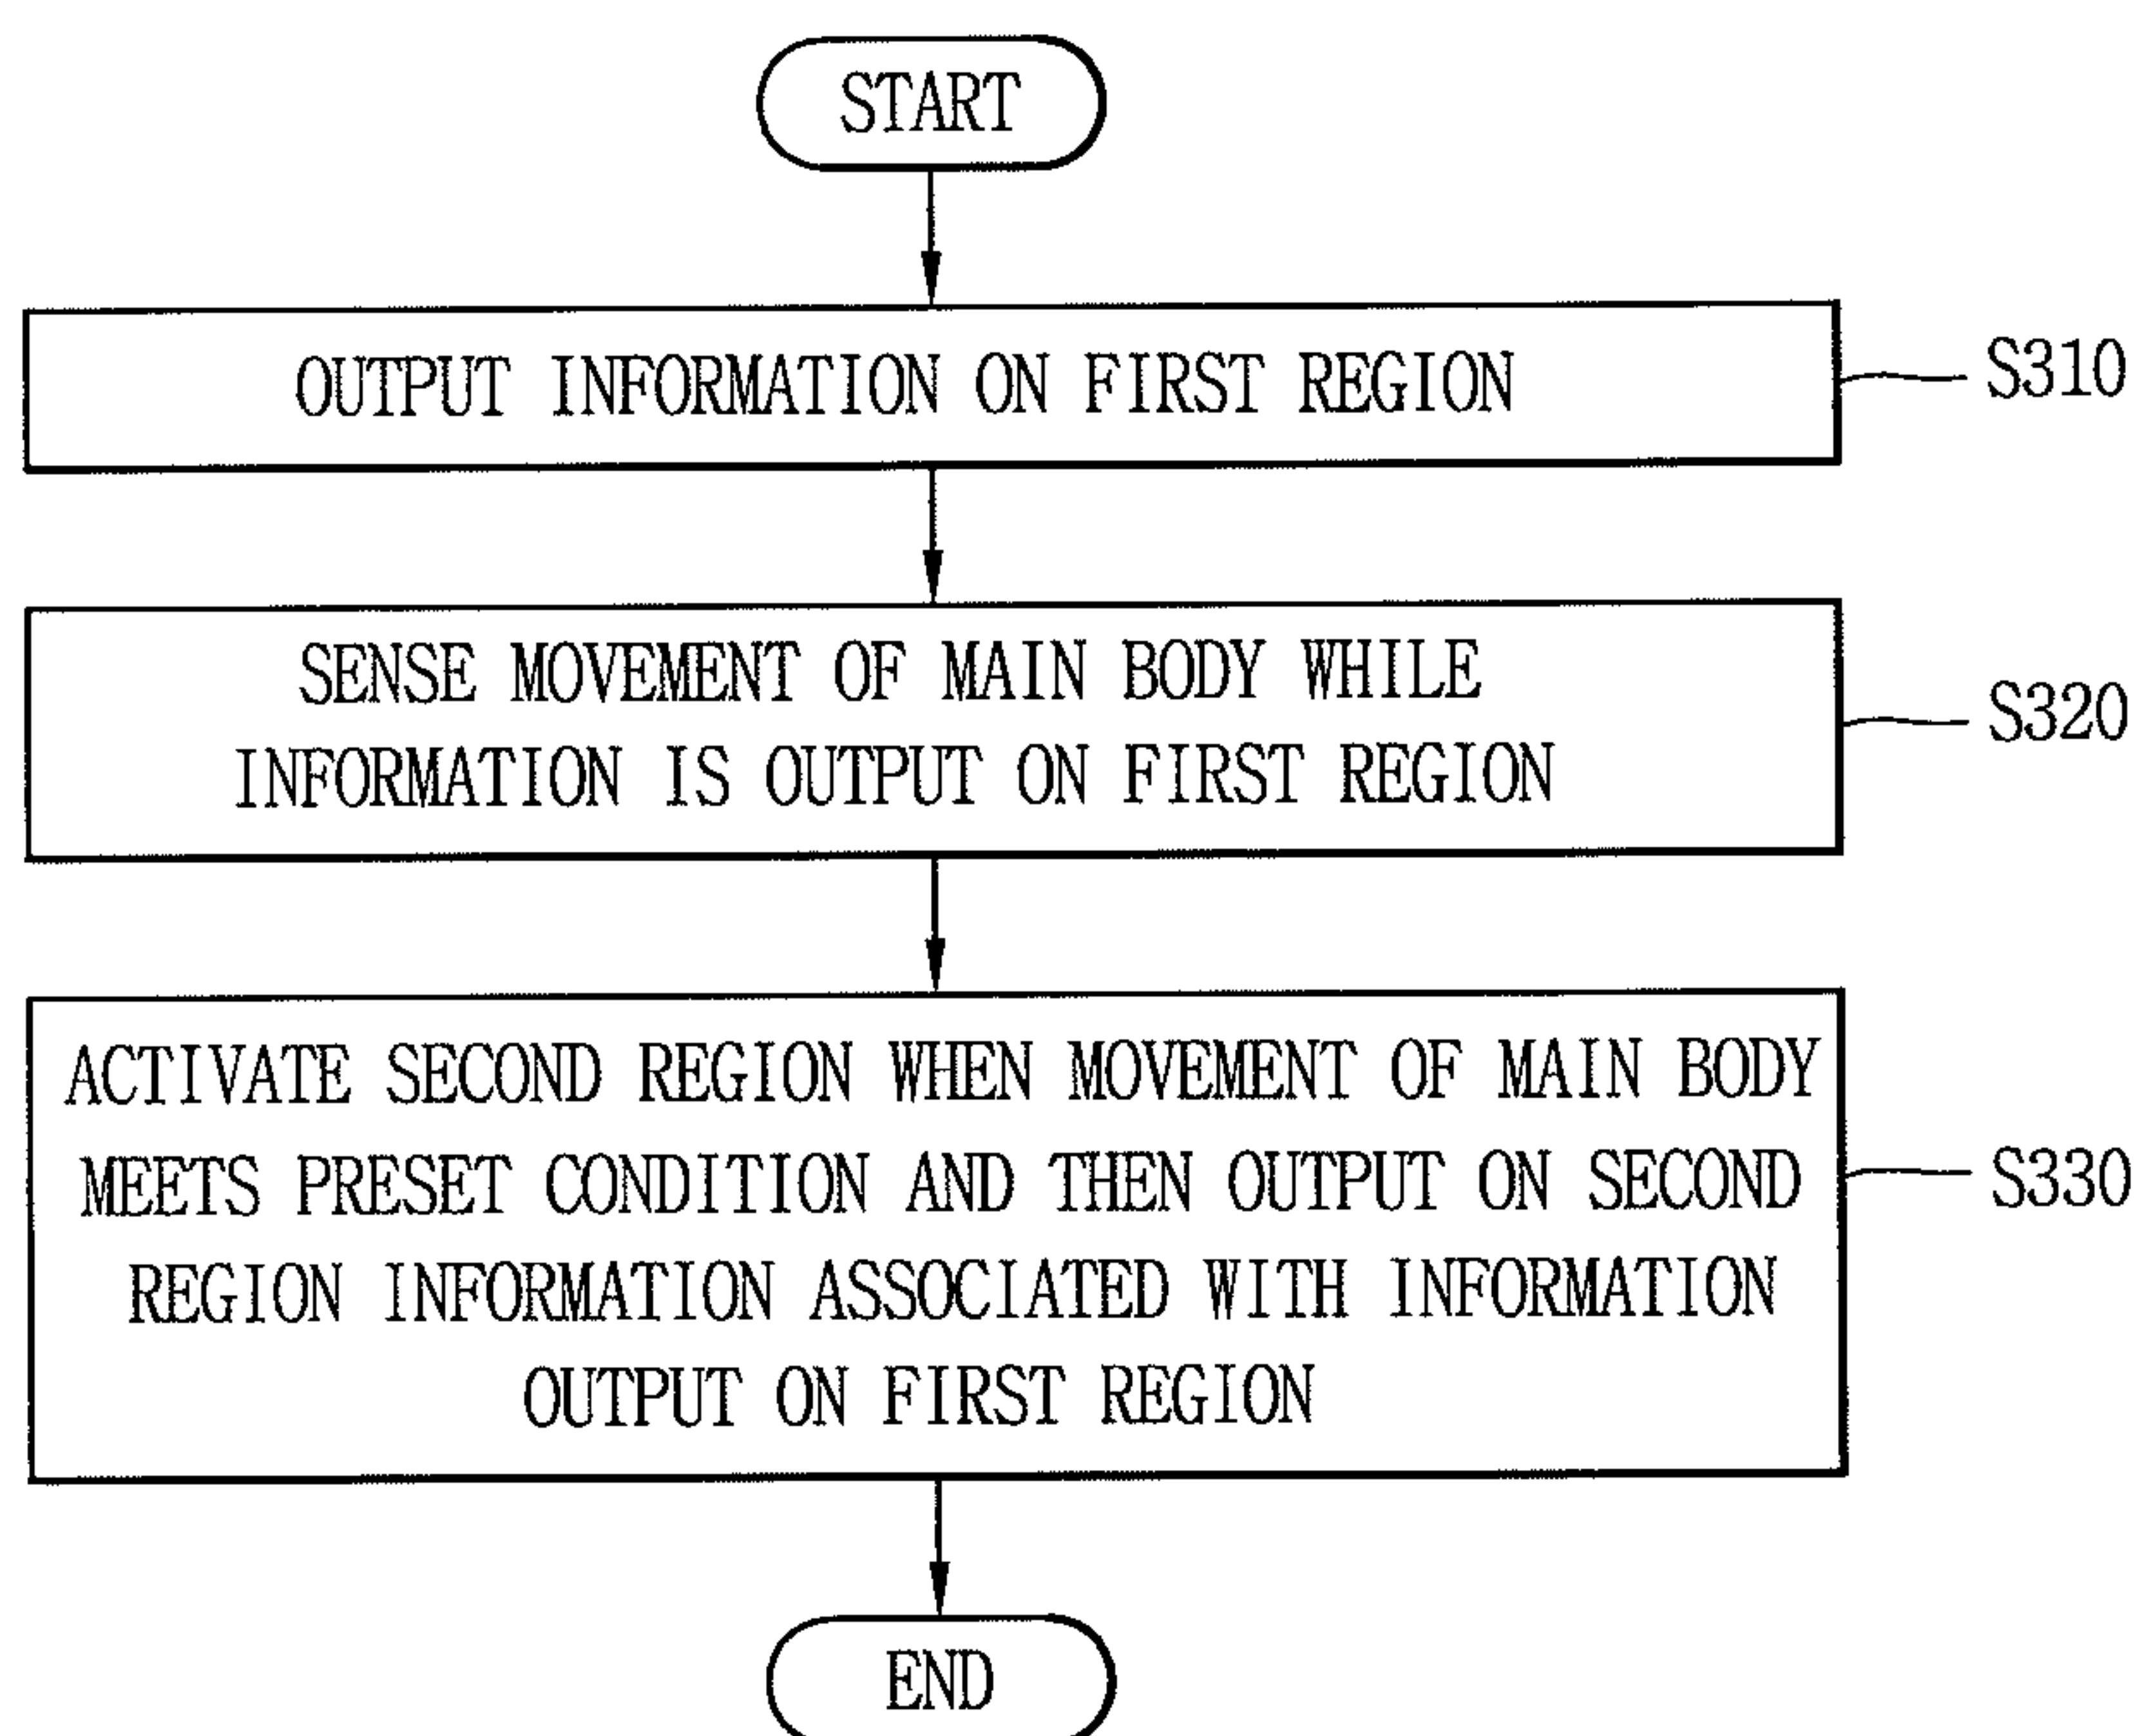 START
OUTPUT INFORMATION ON FIRST REGION
S310
SENSE MOVEMENT OF MAIN BODY WHILE
INFORMATION IS OUTPUT ON FIRST REGION
S320
ACTIVATE SECOND REGION WHEN MOVEMENT OF MAIN BODY
MEETS PRESET CONDITION AND THEN OUTPUT ON SECOND
REGION INFORMATION ASSOCIATED WITH INFORMATION
OUTPUT ON FIRST REGION
S330
END